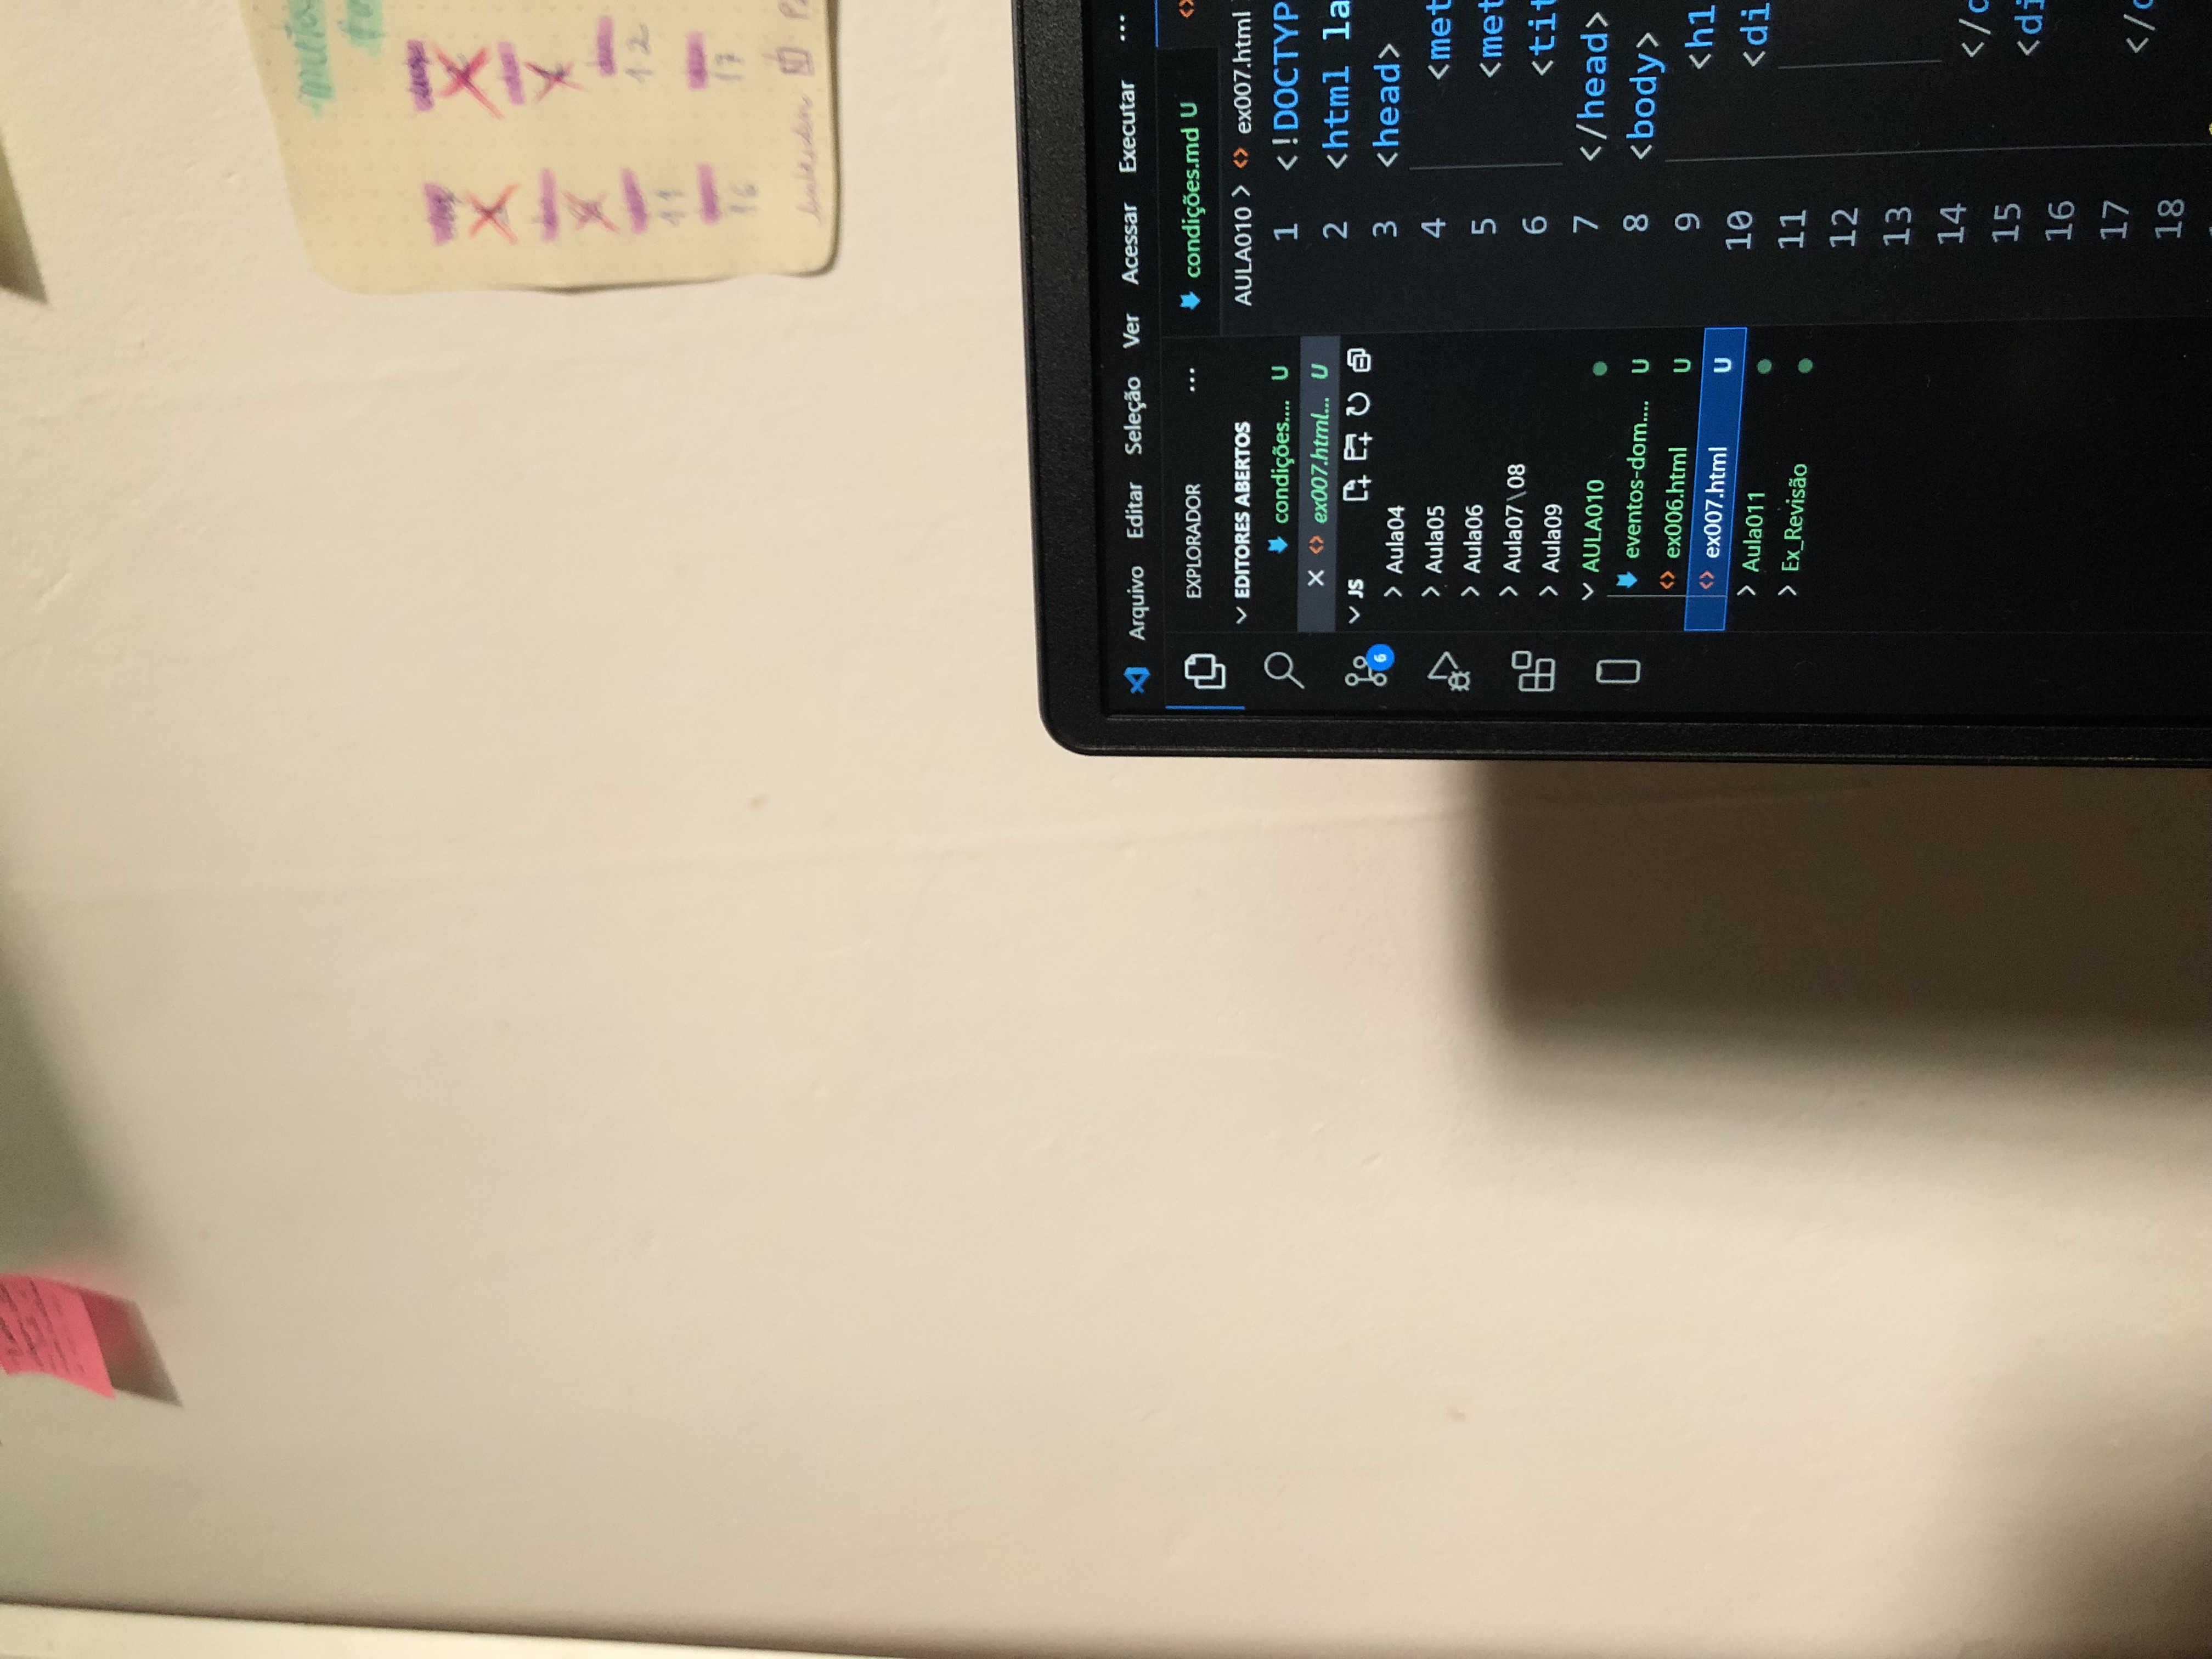 11
12
16
17
Arquivo Editar Seleção Ver Acessar Executar ···
EXPLORADOR ···
condições.md U
EDITORES ABERTOS
AULA010 > <> ex007.html
condições.... U
ex007.html... U
JS
6
Aula04
Aula05
Aula06
Aula07\08
Aula09
AULA010
eventos-dom.... U
ex006.html U
ex007.html U
Aula011
Ex_Revisão
1 <!DOCTYP
2 <html la
3 <head>
4 <met
5 <met
6 <tit
7 </head>
8 <body>
9 <h1
10 <di
11
12
13
14 </d
15 <di
16
17 </d
18